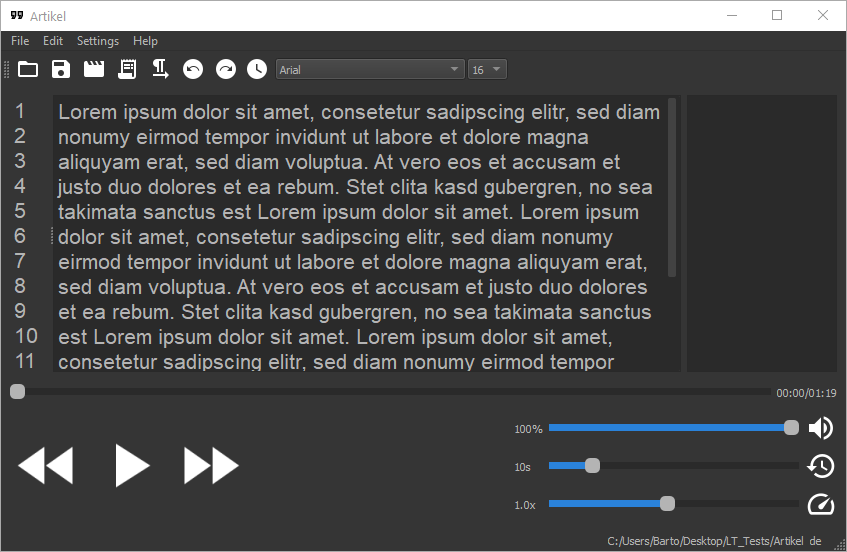 Artikel
File Edit Settings Help
Arial 16
1 Lorem ipsum dolor sit amet, consetetur sadipscing elitr, sed diam
2 nonumy eirmod tempor invidunt ut labore et dolore magna
3 aliquyam erat, sed diam voluptua. At vero eos et accusam et
4 justo duo dolores et ea rebum. Stet clita kasd gubergren, no sea
5 takimata sanctus est Lorem ipsum dolor sit amet. Lorem ipsum
6 dolor sit amet, consetetur sadipscing elitr, sed diam nonumy
7 eirmod tempor invidunt ut labore et dolore magna aliquyam erat,
8 sed diam voluptua. At vero eos et accusam et justo duo dolores
9 et ea rebum. Stet clita kasd gubergren, no sea takimata sanctus
10 est Lorem ipsum dolor sit amet. Lorem ipsum dolor sit amet,
11 consetetur sadipscing elitr, sed diam nonumy eirmod tempor
00:00/01:19
100%
10s
1.0x
C:/Users/Barto/Desktop/LT_Tests/Artikel_de